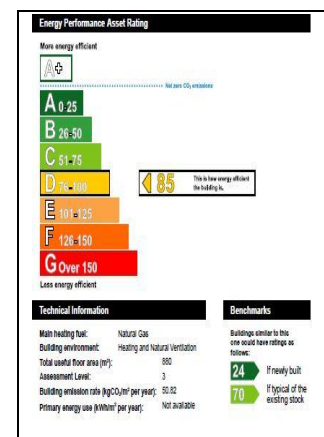 Energy Performance Asset Rating
More energy efficient
A+
Net zero CO₂ emissions
A 0-25
B 26-50
C 51-75
D 76-100
85
This is how energy efficient
the building is.
E 101-125
F 126-150
G Over 150
Less energy efficient
Technical Information
Main heating fuel: Natural Gas
Building environment: Heating and Natural Ventilation
Total useful floor area (m²): 660
Assessment Level: 3
Building emission rate (kgCO₂/m² per year): 50.82
Primary energy use (kWh/m² per year): Not available
Benchmarks
Buildings similar to this
one could have ratings as
follows:
24 If newly built
70 If typical of the
existing stock